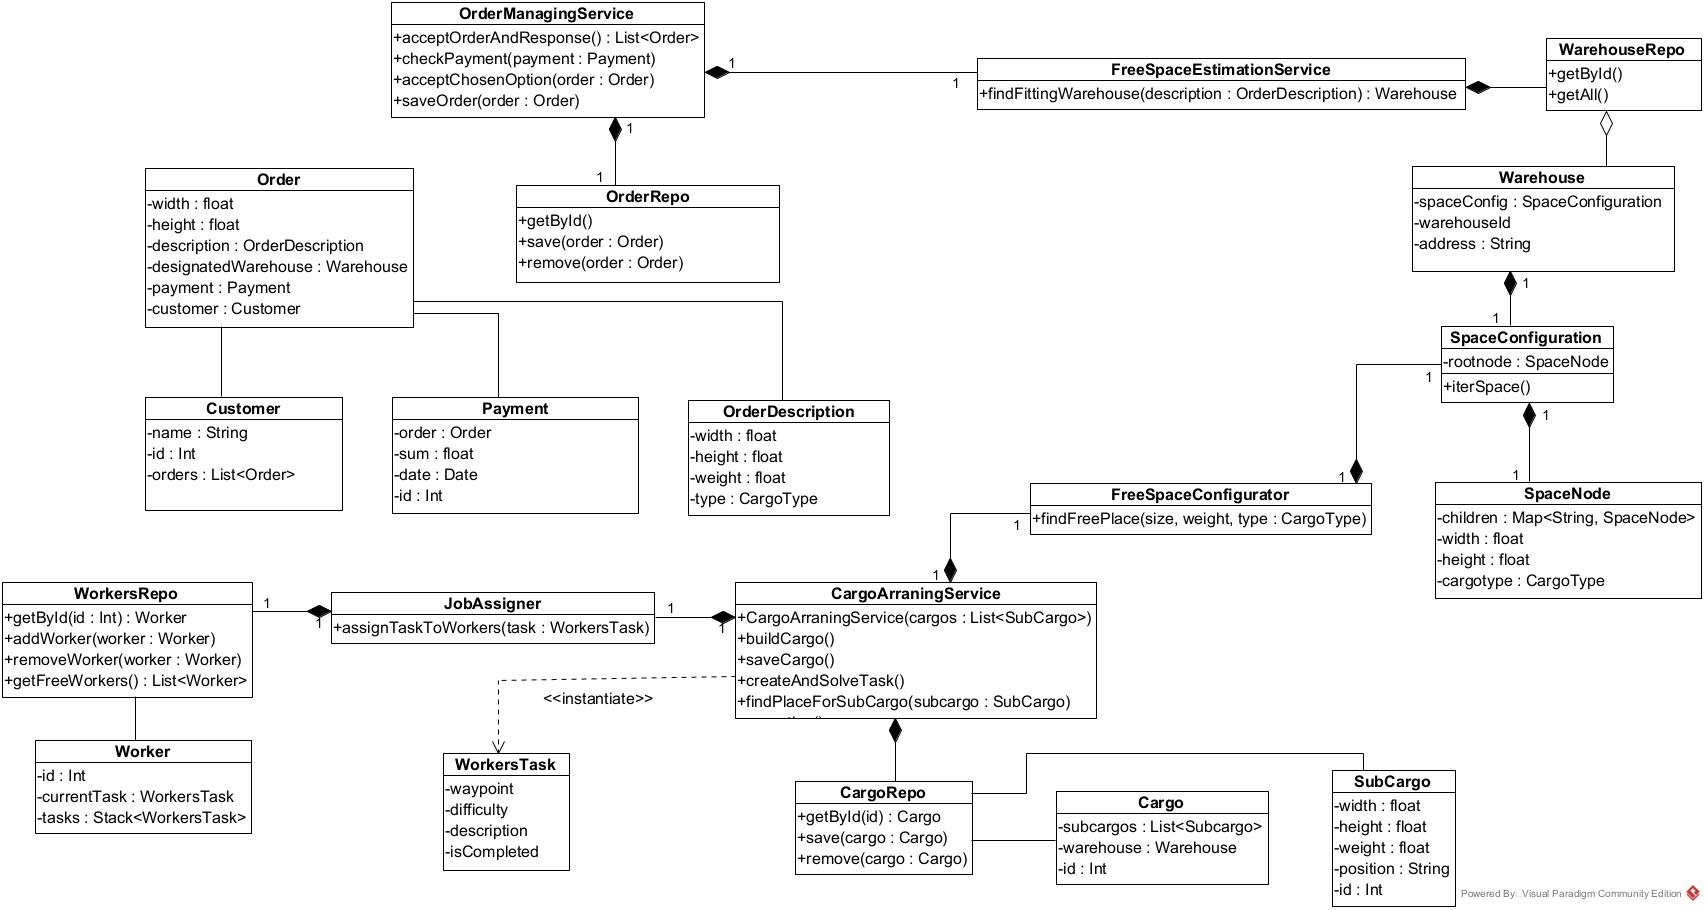 OrderManagingService
+acceptOrderAndResponse() : List<Order>
+checkPayment(payment : Payment)
+acceptChosenOption(order : Order)
+saveOrder(order : Order)
1
1
FreeSpaceEstimationService
+findFittingWarehouse(description : OrderDescription) : Warehouse
WarehouseRepo
+getById()
+getAll()
1
1
Order
-width : float
-height : float
-description : OrderDescription
-designatedWarehouse : Warehouse
-payment : Payment
-customer : Customer
OrderRepo
+getById()
+save(order : Order)
+remove(order : Order)
Warehouse
-spaceConfig : SpaceConfiguration
-warehouseId
-address : String
1
1
SpaceConfiguration
-rootnode : SpaceNode
+iterSpace()
1
1
1
1
Customer
-name : String
-id : Int
-orders : List<Order>
Payment
-order : Order
-sum : float
-date : Date
-id : Int
OrderDescription
-width : float
-height : float
-weight : float
-type : CargoType
FreeSpaceConfigurator
+findFreePlace(size, weight, type : CargoType)
1
1
SpaceNode
-children : Map<String, SpaceNode>
-width : float
-height : float
-cargotype : CargoType
WorkersRepo
+getById(id : Int) : Worker
+addWorker(worker : Worker)
+removeWorker(worker : Worker)
+getFreeWorkers() : List<Worker>
1
1
JobAssigner
+assignTaskToWorkers(task : WorkersTask)
1
1
CargoArraningService
+CargoArraningService(cargos : List<SubCargo>)
+buildCargo()
+saveCargo()
+createAndSolveTask()
+findPlaceForSubCargo(subcargo : SubCargo)
<<instantiate>>
Worker
-id : Int
-currentTask : WorkersTask
-tasks : Stack<WorkersTask>
WorkersTask
-waypoint
-difficulty
-description
-isCompleted
CargoRepo
+getById(id) : Cargo
+save(cargo : Cargo)
+remove(cargo : Cargo)
Cargo
-subcargos : List<Subcargo>
-warehouse : Warehouse
-id : Int
SubCargo
-width : float
-height : float
-weight : float
-position : String
-id : Int
Powered By Visual Paradigm Community Edition